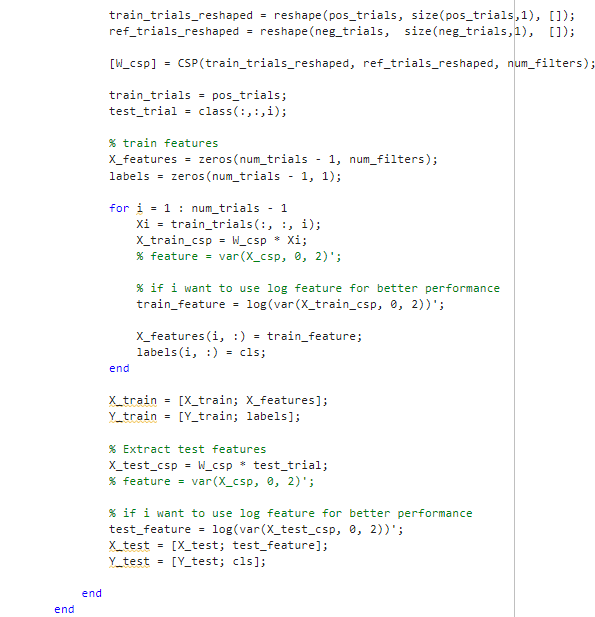 train_trials_reshaped = reshape(pos_trials, size(pos_trials,1), []);
ref_trials_reshaped = reshape(neg_trials,  size(neg_trials,1),  []);
[W_csp] = CSP(train_trials_reshaped, ref_trials_reshaped, num_filters);
train_trials = pos_trials;
test_trial = class(:,:,i);
% train features
X_features = zeros(num_trials - 1, num_filters);
labels = zeros(num_trials - 1, 1);
for i = 1 : num_trials - 1
Xi = train_trials(:, :, i);
X_train_csp = W_csp * Xi;
% feature = var(X_csp, 0, 2)';
% if i want to use log feature for better performance
train_feature = log(var(X_train_csp, 0, 2))';
X_features(i, :) = train_feature;
labels(i, :) = cls;
end
X_train = [X_train; X_features];
Y_train = [Y_train; labels];
% Extract test features
X_test_csp = W_csp * test_trial;
% feature = var(X_csp, 0, 2)';
% if i want to use log feature for better performance
test_feature = log(var(X_test_csp, 0, 2))';
X_test = [X_test; test_feature];
Y_test = [Y_test; cls];
end
end